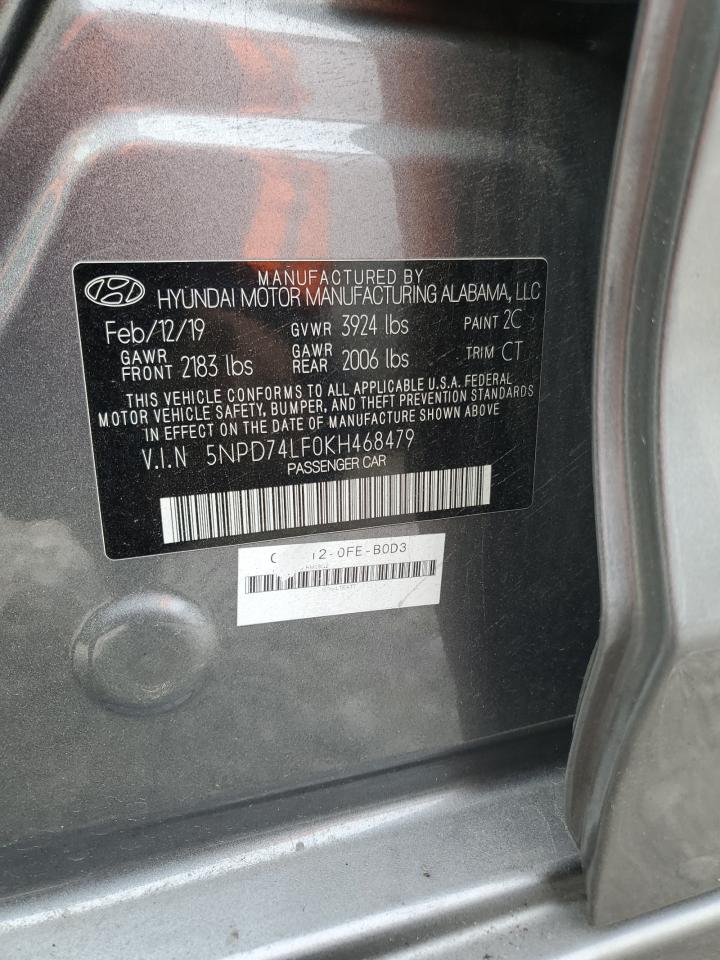 MANUFACTURED BY
HYUNDAI MOTOR MANUFACTURING ALABAMA, LLC
Feb/12/19 GVWR 3924 lbs PAINT 2C
GAWR FRONT 2183 lbs GAWR REAR 2006 lbs TRIM CT
THIS VEHICLE CONFORMS TO ALL APPLICABLE U.S.A. FEDERAL
MOTOR VEHICLE SAFETY, BUMPER, AND THEFT PREVENTION STANDARDS
IN EFFECT ON THE DATE OF MANUFACTURE SHOWN ABOVE
V.I.N 5NPD74LF0KH468479
PASSENGER CAR
12-0FE-B0D3